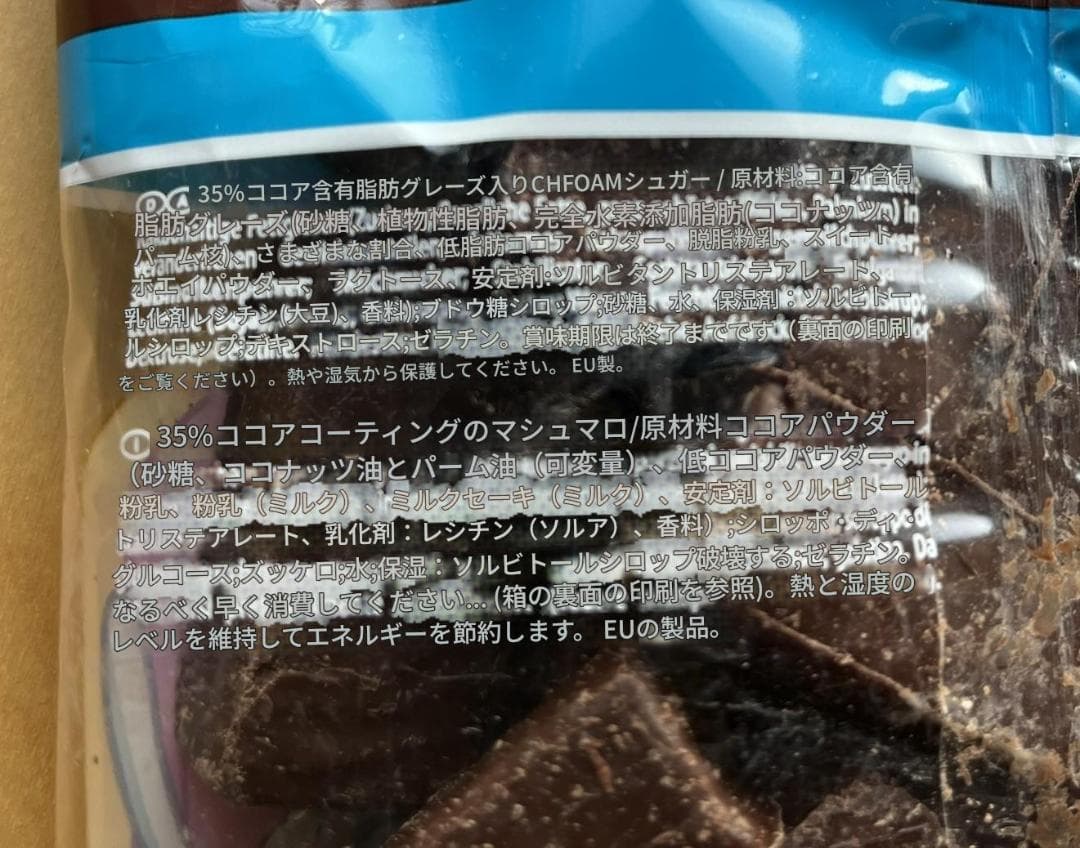 35%ココア含有脂肪グレーズ入りCHFOAMシュガー / 原材料:ココア含有
脂肪グレーズ(砂糖、植物性脂肪、完全水素添加脂肪(ココナッツ、
パーム核)、さまざまな割合、低脂肪ココアパウダー、脱脂粉乳、スイート
ホエイパウダー、ラクトース、安定剤:ソルビタントリステアレート、
乳化剤レシチン(大豆)、香料);ブドウ糖シロップ;砂糖、水、保湿剤:ソルビトー
ルシロップ;デキストロース;ゼラチン。賞味期限は終了までです(裏面の印刷
をご覧ください)。熱や湿気から保護してください。 EU製。
35%ココアコーティングのマシュマロ/原材料ココアパウダー
(砂糖、ココナッツ油とパーム油(可変量)、低ココアパウダー、
粉乳、粉乳(ミルク)、ミルクセーキ(ミルク)、安定剤:ソルビトール
トリステアレート、乳化剤:レシチン(ソルア)、香料);シロッポ・ディ・
グルコース;ズッケロ;水;保湿:ソルビトールシロップ破壊する;ゼラチン。
なるべく早く消費してください... (箱の裏面の印刷を参照)。熱と湿度の
レベルを維持してエネルギーを節約します。 EUの製品。